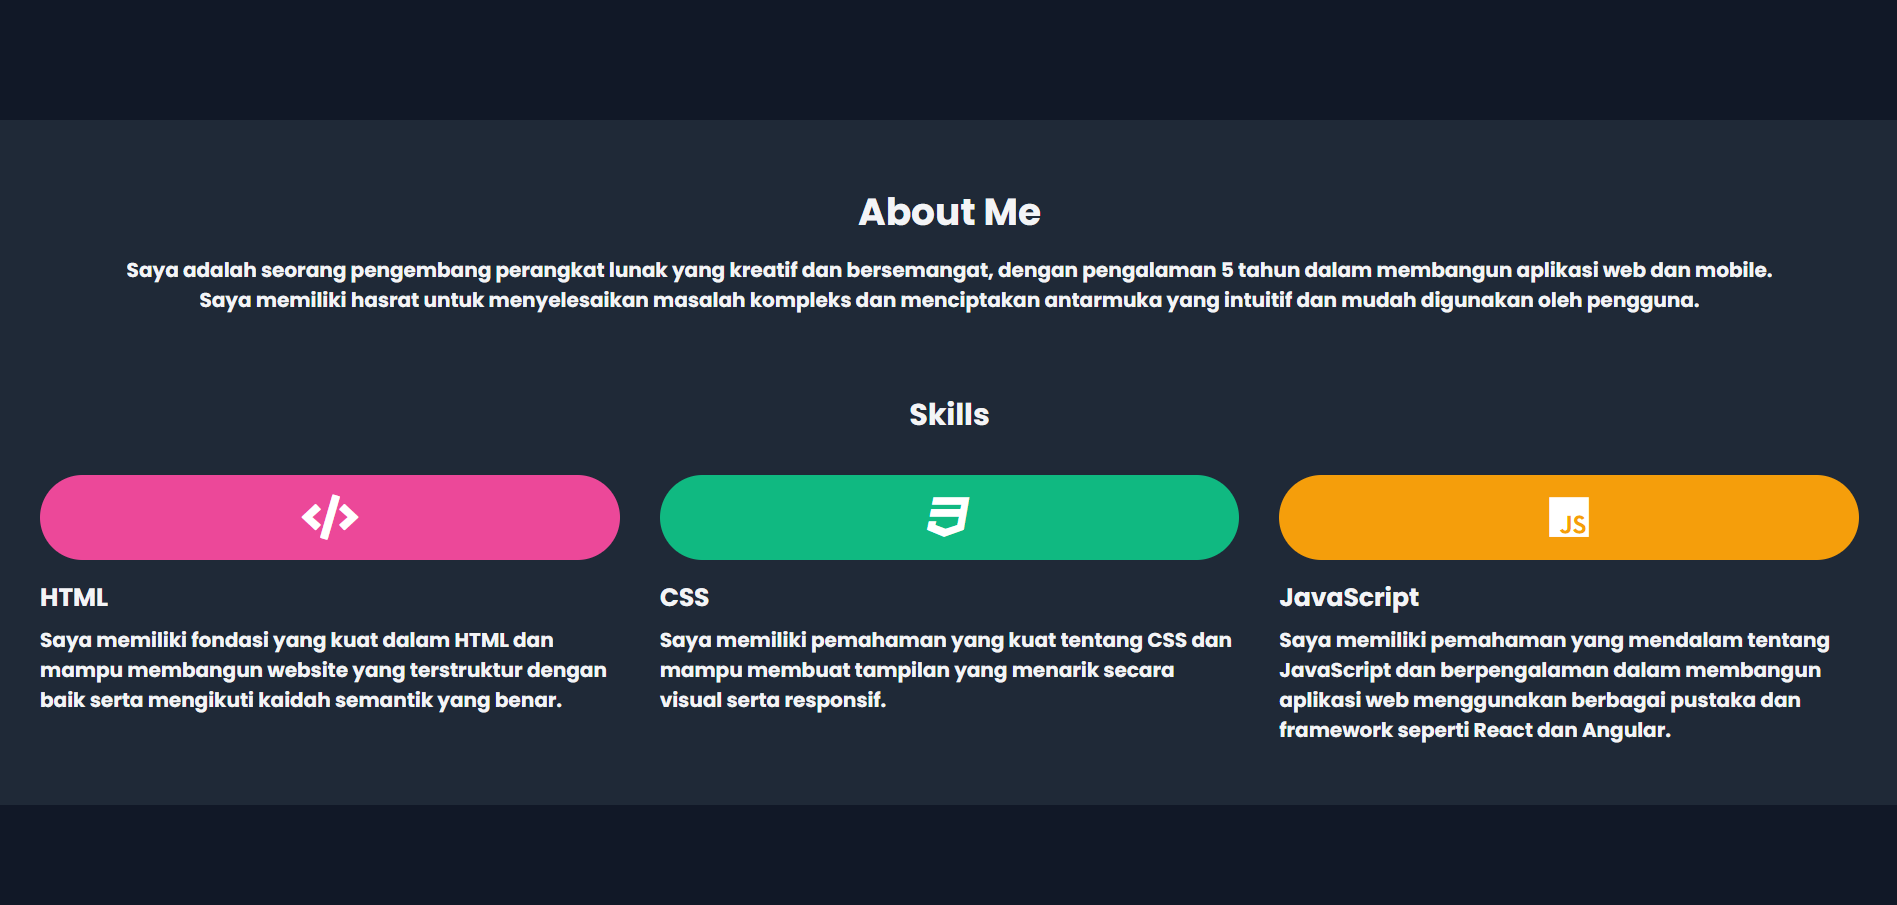 About Me
Saya adalah seorang pengembang perangkat lunak yang kreatif dan bersemangat, dengan pengalaman 5 tahun dalam membangun aplikasi web dan mobile.
Saya memiliki hasrat untuk menyelesaikan masalah kompleks dan menciptakan antarmuka yang intuitif dan mudah digunakan oleh pengguna.
Skills
JS
HTML
Saya memiliki fondasi yang kuat dalam HTML dan
mampu membangun website yang terstruktur dengan
baik serta mengikuti kaidah semantik yang benar.
CSS
Saya memiliki pemahaman yang kuat tentang CSS dan
mampu membuat tampilan yang menarik secara
visual serta responsif.
JavaScript
Saya memiliki pemahaman yang mendalam tentang
JavaScript dan berpengalaman dalam membangun
aplikasi web menggunakan berbagai pustaka dan
framework seperti React dan Angular.